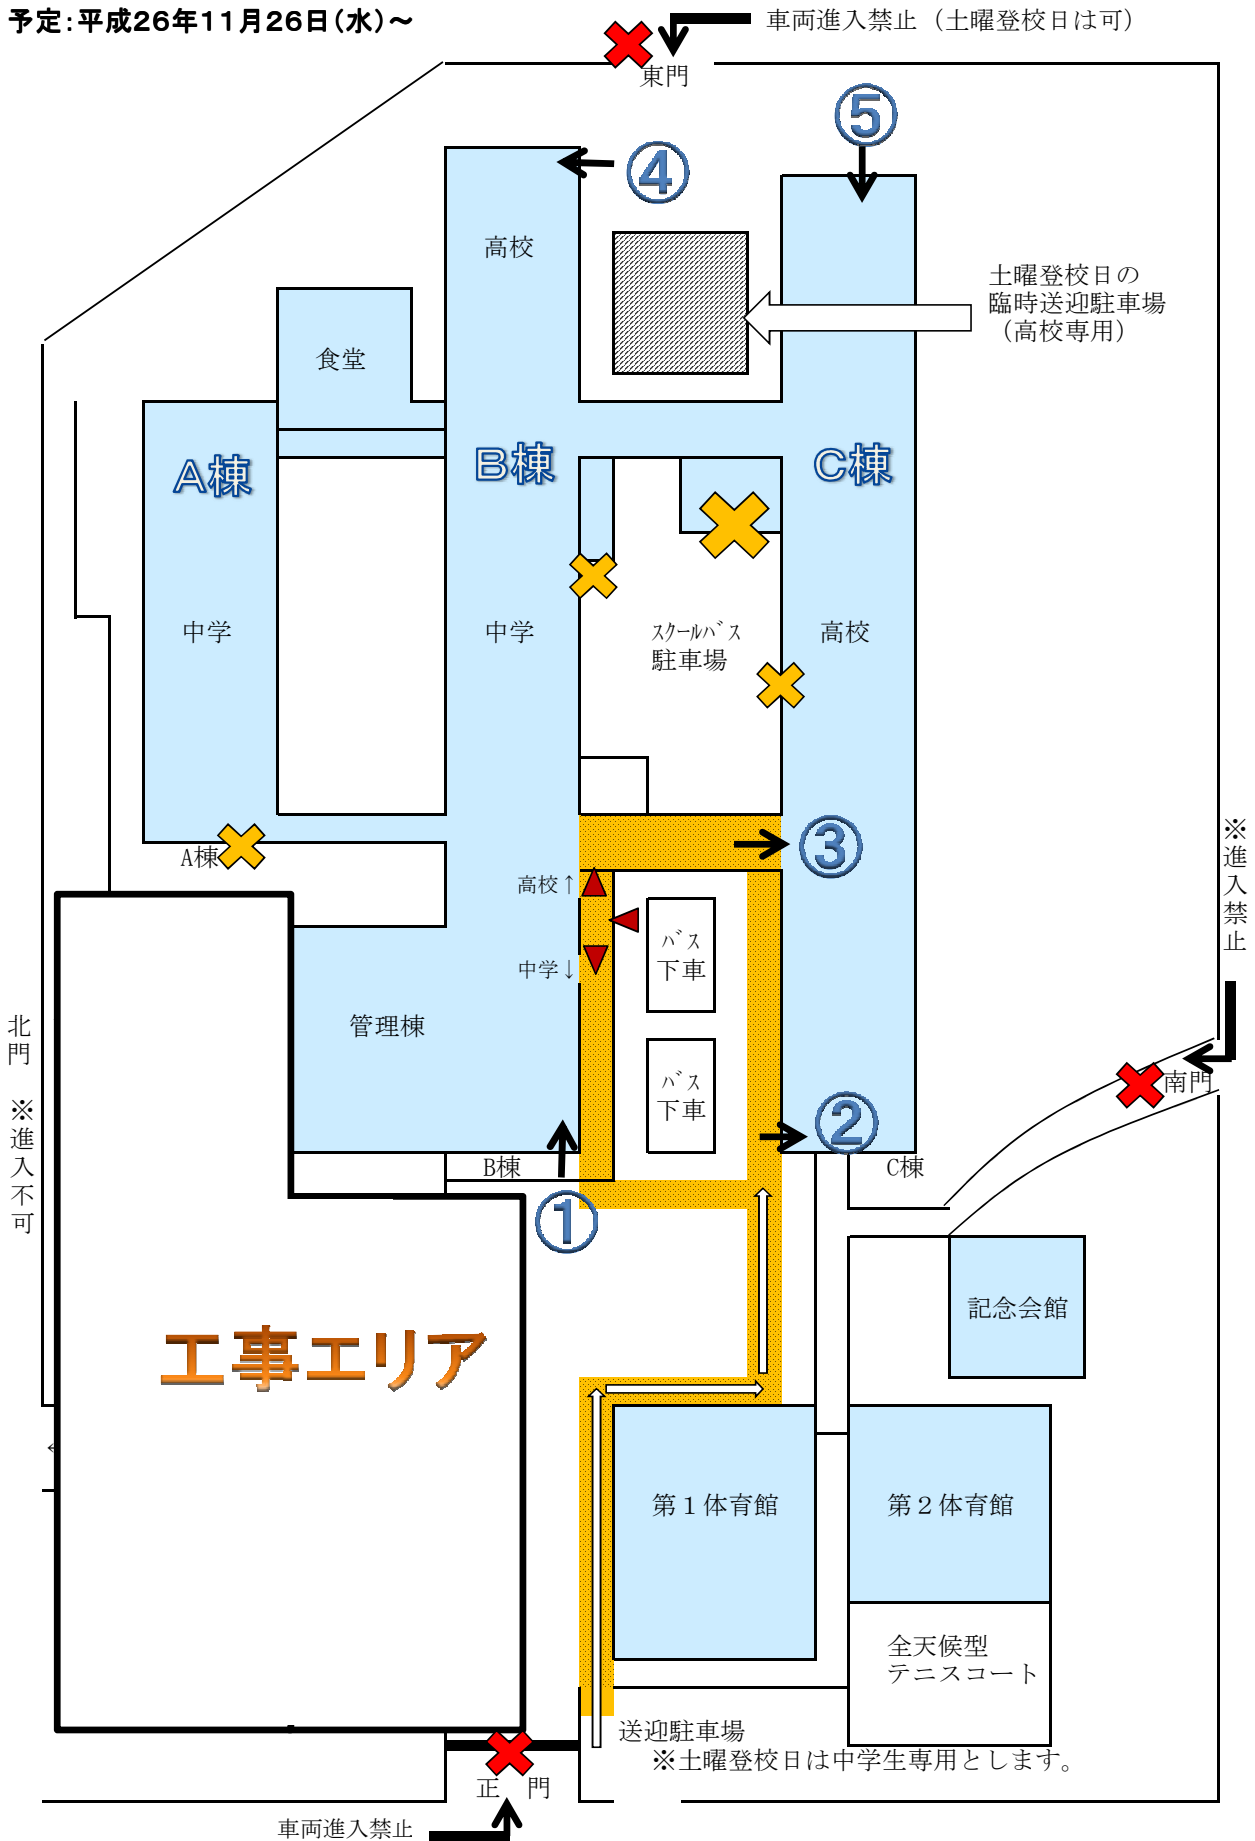 予定:平成26年11月26日(水)～
車両進入禁止（土曜登校日は可）
東門
⑤
④
高校
土曜登校日の
臨時送迎駐車場
（高校専用）
食堂
A棟
B棟
C棟
中学
中学
ｽｸｰﾙﾊﾞｽ
駐車場
高校
A棟
③
※進入禁止
高校↑
中学↓
バス
下車
管理棟
北門 ※進入不可
バス
下車
南門
②
B棟
C棟
①
記念会館
工事エリア
←
第１体育館
第２体育館
全天候型
テニスコート
送迎駐車場
※土曜登校日は中学生専用とします。
正 門
車両進入禁止